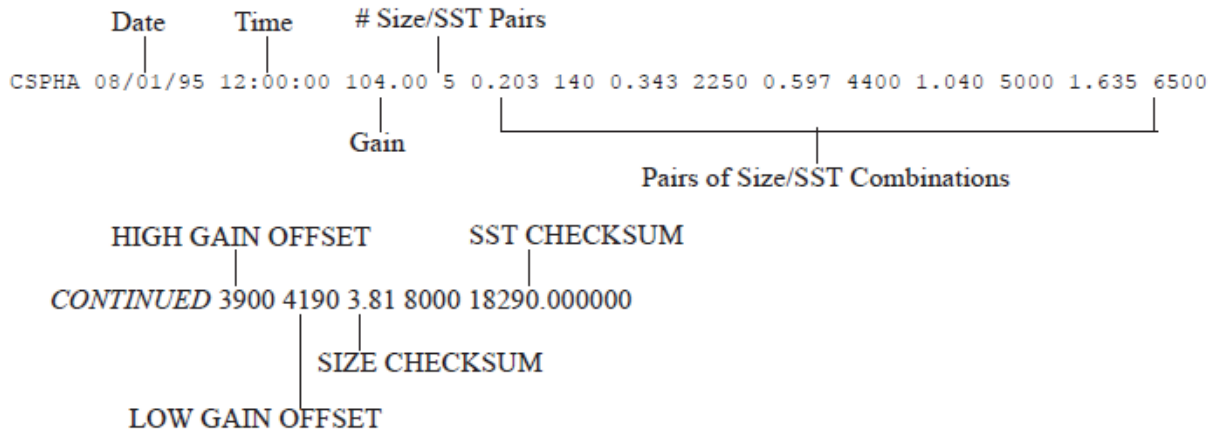 Date Time # Size/SST Pairs
CSPHA 08/01/95 12:00:00 104.00 5 0.203 140 0.343 2250 0.597 4400 1.040 5000 1.635 6500
Gain
Pairs of Size/SST Combinations
HIGH GAIN OFFSET SST CHECKSUM
CONTINUED 3900 4190 3.81 8000 18290.000000
SIZE CHECKSUM
LOW GAIN OFFSET